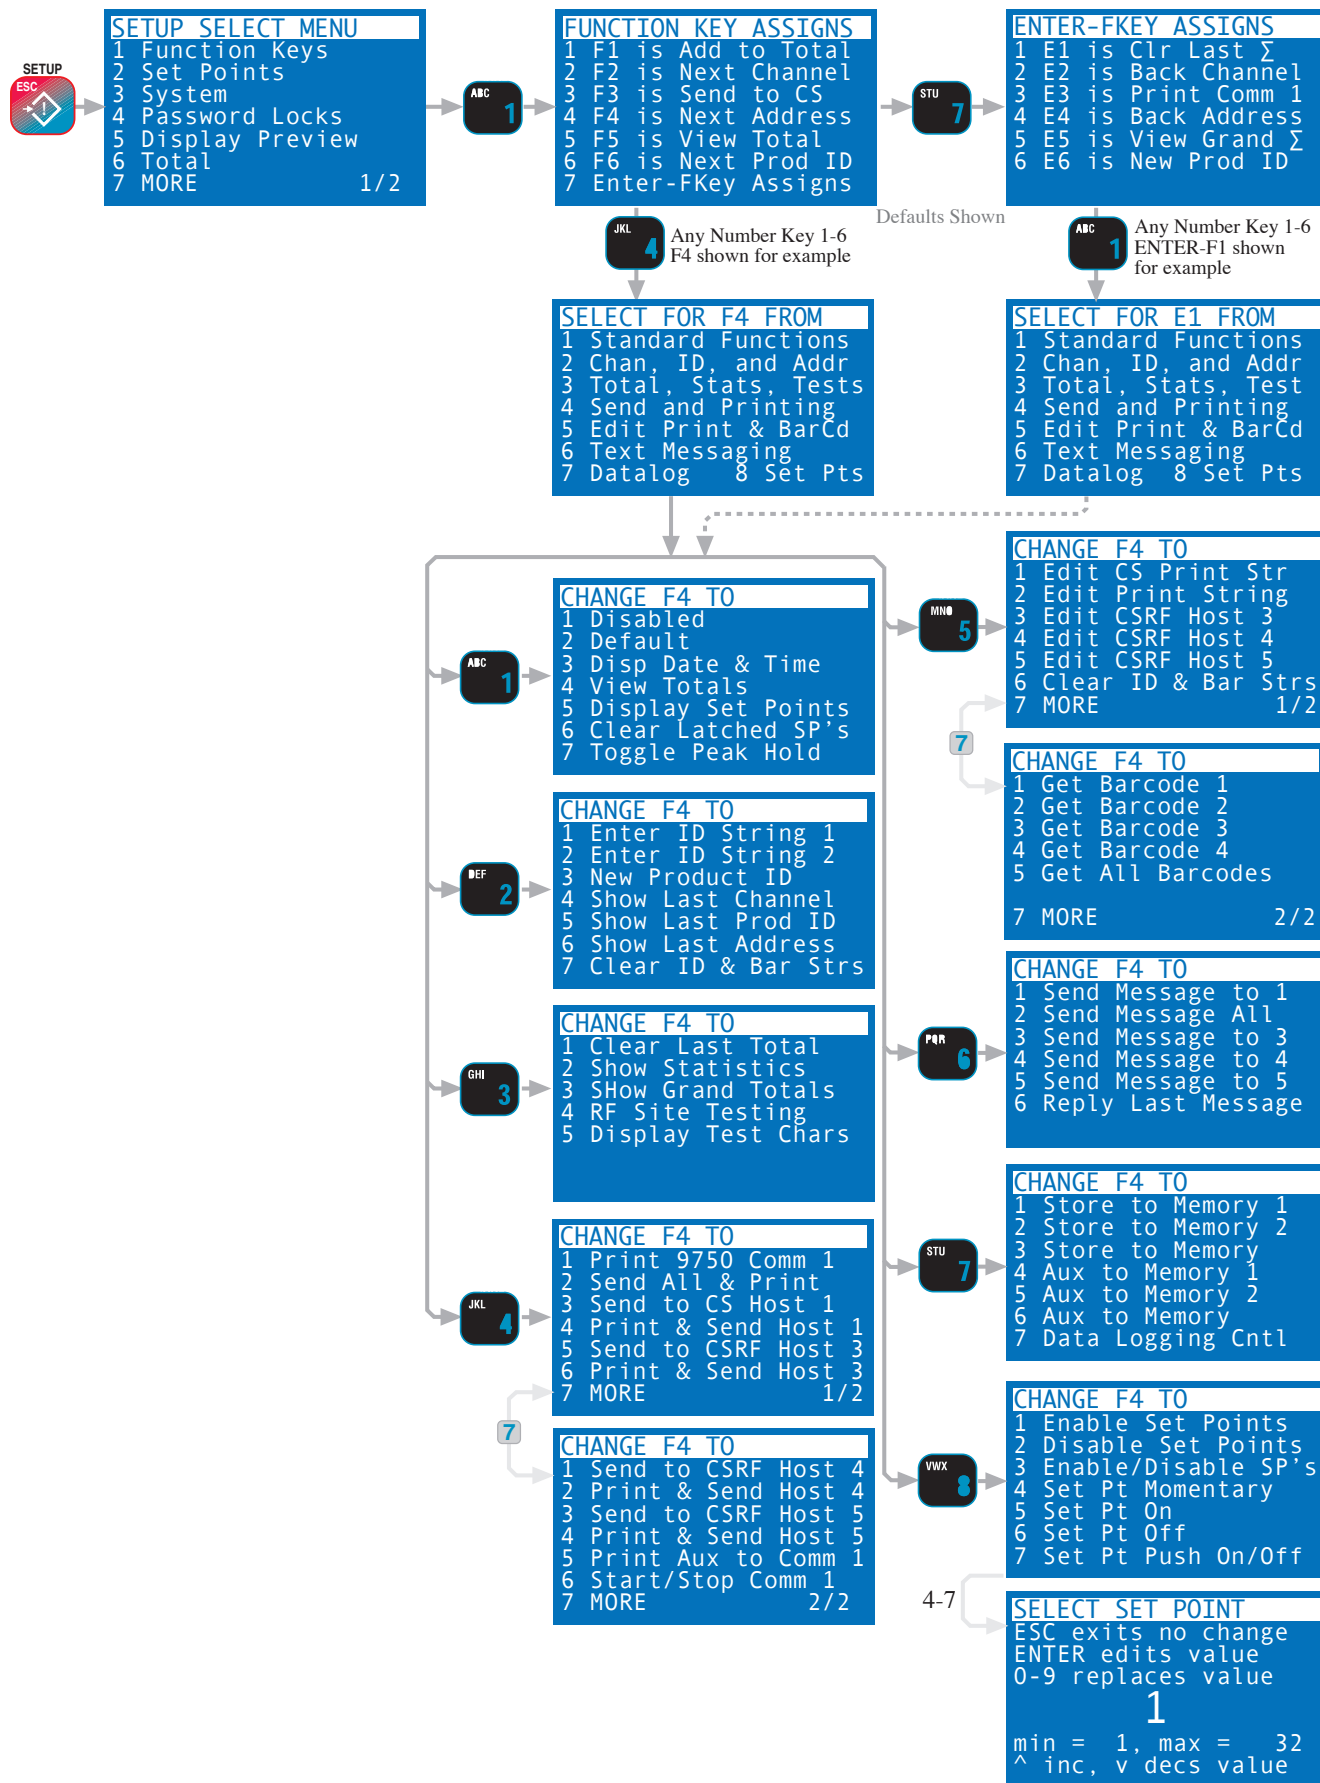 SETUP
ESC
SETUP SELECT MENU
1 Function Keys
2 Set Points
3 System
4 Password Locks
5 Display Preview
6 Total
7 MORE 1/2
ABC
1
FUNCTION KEY ASSIGNS
1 F1 is Add to Total
2 F2 is Next Channel
3 F3 is Send to CS
4 F4 is Next Address
5 F5 is View Total
6 F6 is Next Prod ID
7 Enter-FKey Assigns
STU
7
ENTER-FKEY ASSIGNS
1 E1 is Clr Last ∑
2 E2 is Back Channel
3 E3 is Print Comm 1
4 E4 is Back Address
5 E5 is View Grand ∑
6 E6 is New Prod ID
Defaults Shown
JKL
4
Any Number Key 1-6
F4 shown for example
ABC
1
Any Number Key 1-6
ENTER-F1 shown
for example
SELECT FOR F4 FROM
1 Standard Functions
2 Chan, ID, and Addr
3 Total, Stats, Tests
4 Send and Printing
5 Edit Print & BarCd
6 Text Messaging
7 Datalog 8 Set Pts
SELECT FOR E1 FROM
1 Standard Functions
2 Chan, ID, and Addr
3 Total, Stats, Test
4 Send and Printing
5 Edit Print & BarCd
6 Text Messaging
7 Datalog 8 Set Pts
ABC
1
CHANGE F4 TO
1 Disabled
2 Default
3 Disp Date & Time
4 View Totals
5 Display Set Points
6 Clear Latched SP's
7 Toggle Peak Hold
DEF
2
CHANGE F4 TO
1 Enter ID String 1
2 Enter ID String 2
3 New Product ID
4 Show Last Channel
5 Show Last Prod ID
6 Show Last Address
7 Clear ID & Bar Strs
GHI
3
CHANGE F4 TO
1 Clear Last Total
2 Show Statistics
3 SHow Grand Totals
4 RF Site Testing
5 Display Test Chars
JKL
4
CHANGE F4 TO
1 Print 9750 Comm 1
2 Send All & Print
3 Send to CS Host 1
4 Print & Send Host 1
5 Send to CSRF Host 3
6 Print & Send Host 3
7 MORE 1/2
7
CHANGE F4 TO
1 Send to CSRF Host 4
2 Print & Send Host 4
3 Send to CSRF Host 5
4 Print & Send Host 5
5 Print Aux to Comm 1
6 Start/Stop Comm 1
7 MORE 2/2
MNO
5
CHANGE F4 TO
1 Edit CS Print Str
2 Edit Print String
3 Edit CSRF Host 3
4 Edit CSRF Host 4
5 Edit CSRF Host 5
6 Clear ID & Bar Strs
7 MORE 1/2
7
CHANGE F4 TO
1 Get Barcode 1
2 Get Barcode 2
3 Get Barcode 3
4 Get Barcode 4
5 Get All Barcodes
7 MORE 2/2
PQR
6
CHANGE F4 TO
1 Send Message to 1
2 Send Message All
3 Send Message to 3
4 Send Message to 4
5 Send Message to 5
6 Reply Last Message
STU
7
CHANGE F4 TO
1 Store to Memory 1
2 Store to Memory 2
3 Store to Memory
4 Aux to Memory 1
5 Aux to Memory 2
6 Aux to Memory
7 Data Logging Cntl
VWX
8
CHANGE F4 TO
1 Enable Set Points
2 Disable Set Points
3 Enable/Disable SP's
4 Set Pt Momentary
5 Set Pt On
6 Set Pt Off
7 Set Pt Push On/Off
4-7
SELECT SET POINT
ESC exits no change
ENTER edits value
0-9 replaces value
1
min = 1, max = 32
^ inc, v decs value